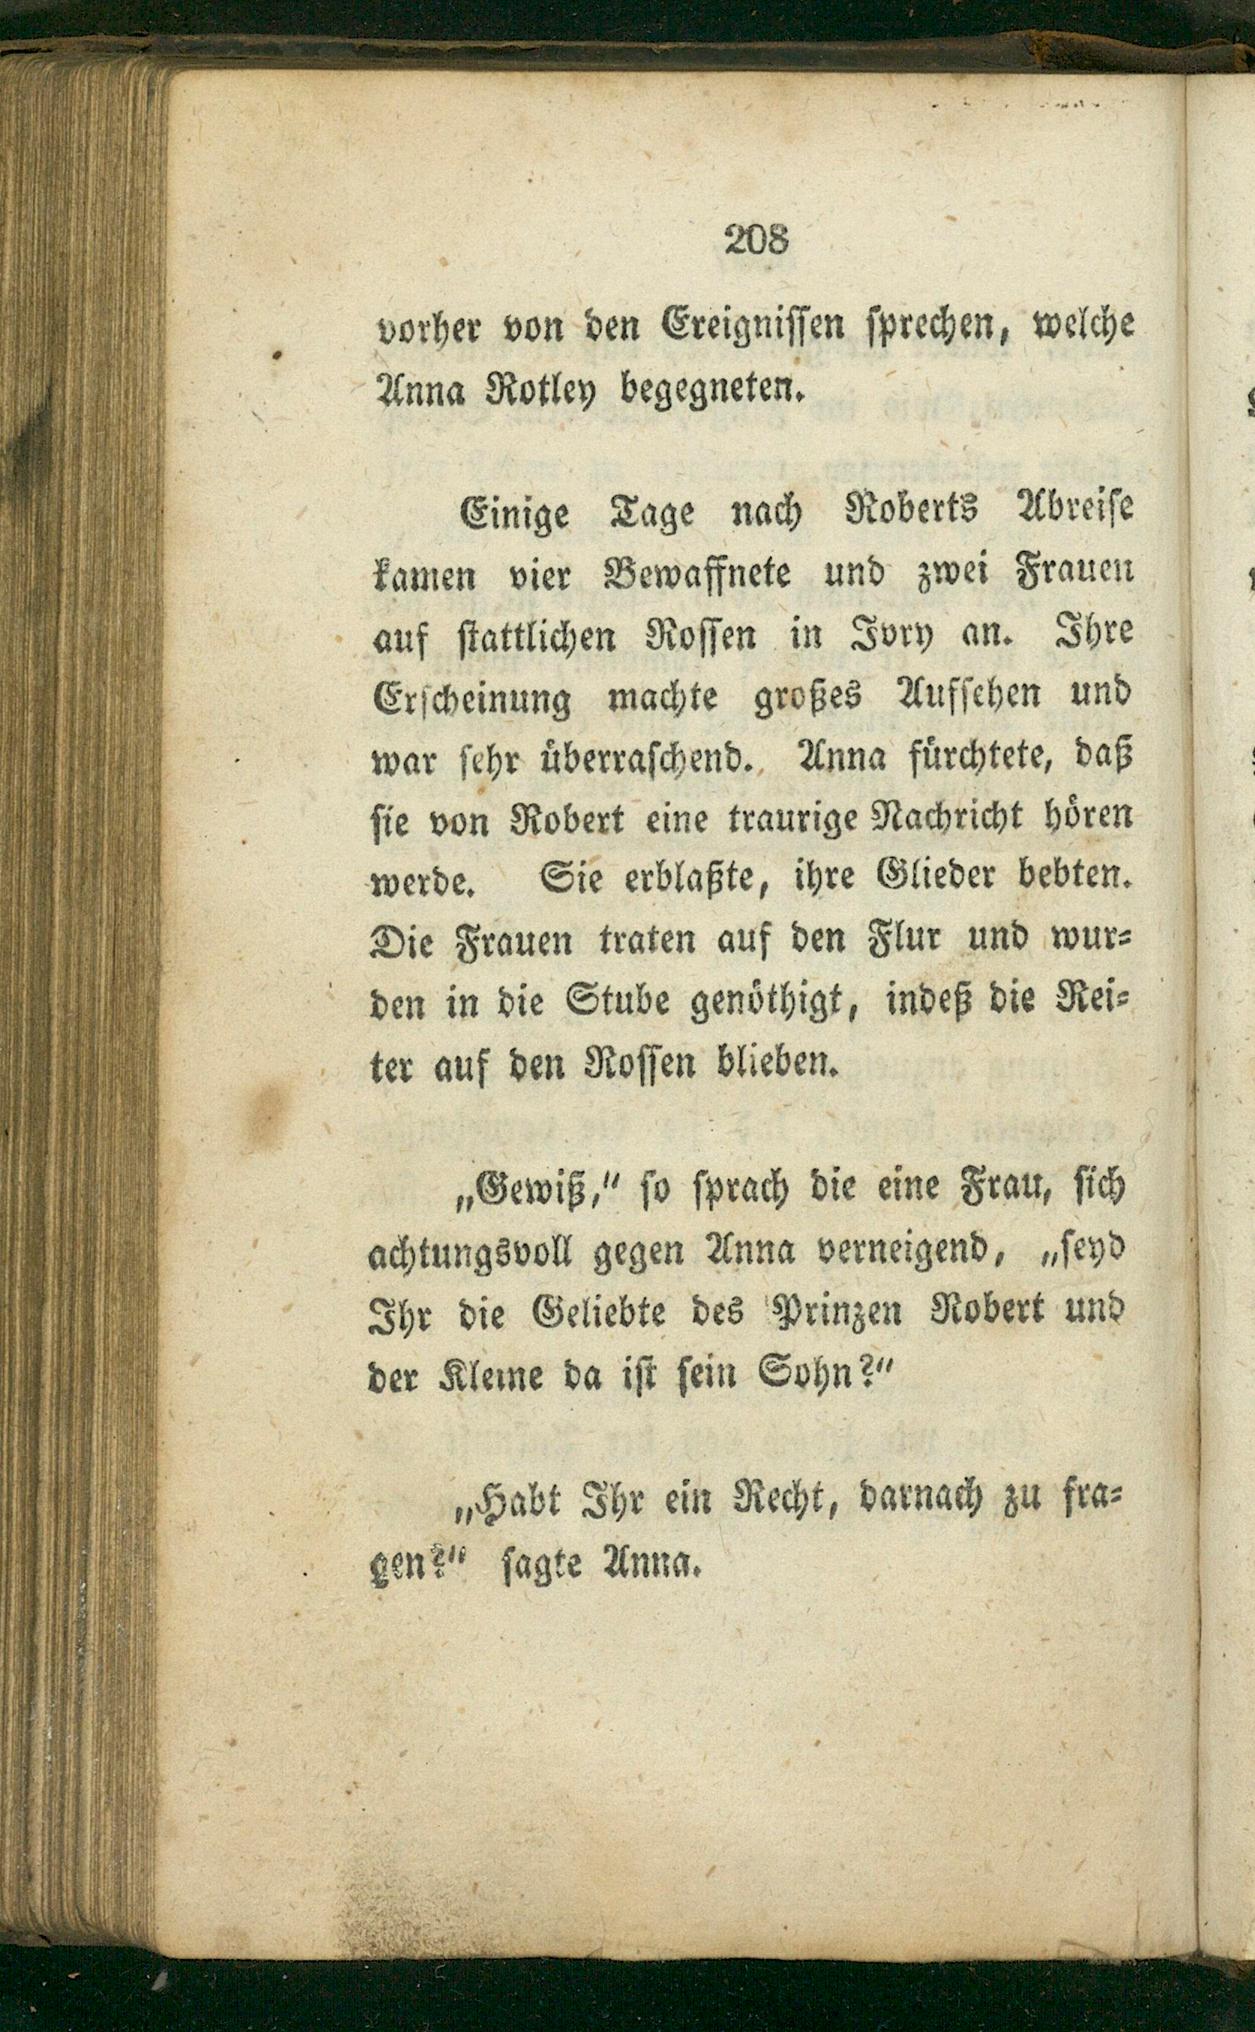 208
vorher von den Ereignissen sprechen, welche
Anna Rotley begegneten.
Einige Tage nach Roberts Abreise
kamen vier Bewaffnete und zwei Frauen
auf stattlichen Rossen in Ivry an. Ihre
Erscheinung machte großes Aufsehen und
war sehr überraschend. Anna fürchtete, daß
sie von Robert eine traurige Nachricht hören
werde. Sie erblaßte, ihre Glieder bebten.
Die Frauen traten auf den Flur und wur-
den in die Stube genöthigt, indeß die Rei-
ter auf den Rossen blieben.
„Gewiß,“ so sprach die eine Frau, sich
achtungsvoll gegen Anna verneigend, „seyd
Ihr die Geliebte des Prinzen Robert und
der Kleine da ist sein Sohn?“
„Habt Ihr ein Recht, darnach zu fra-
gen?“ sagte Anna.